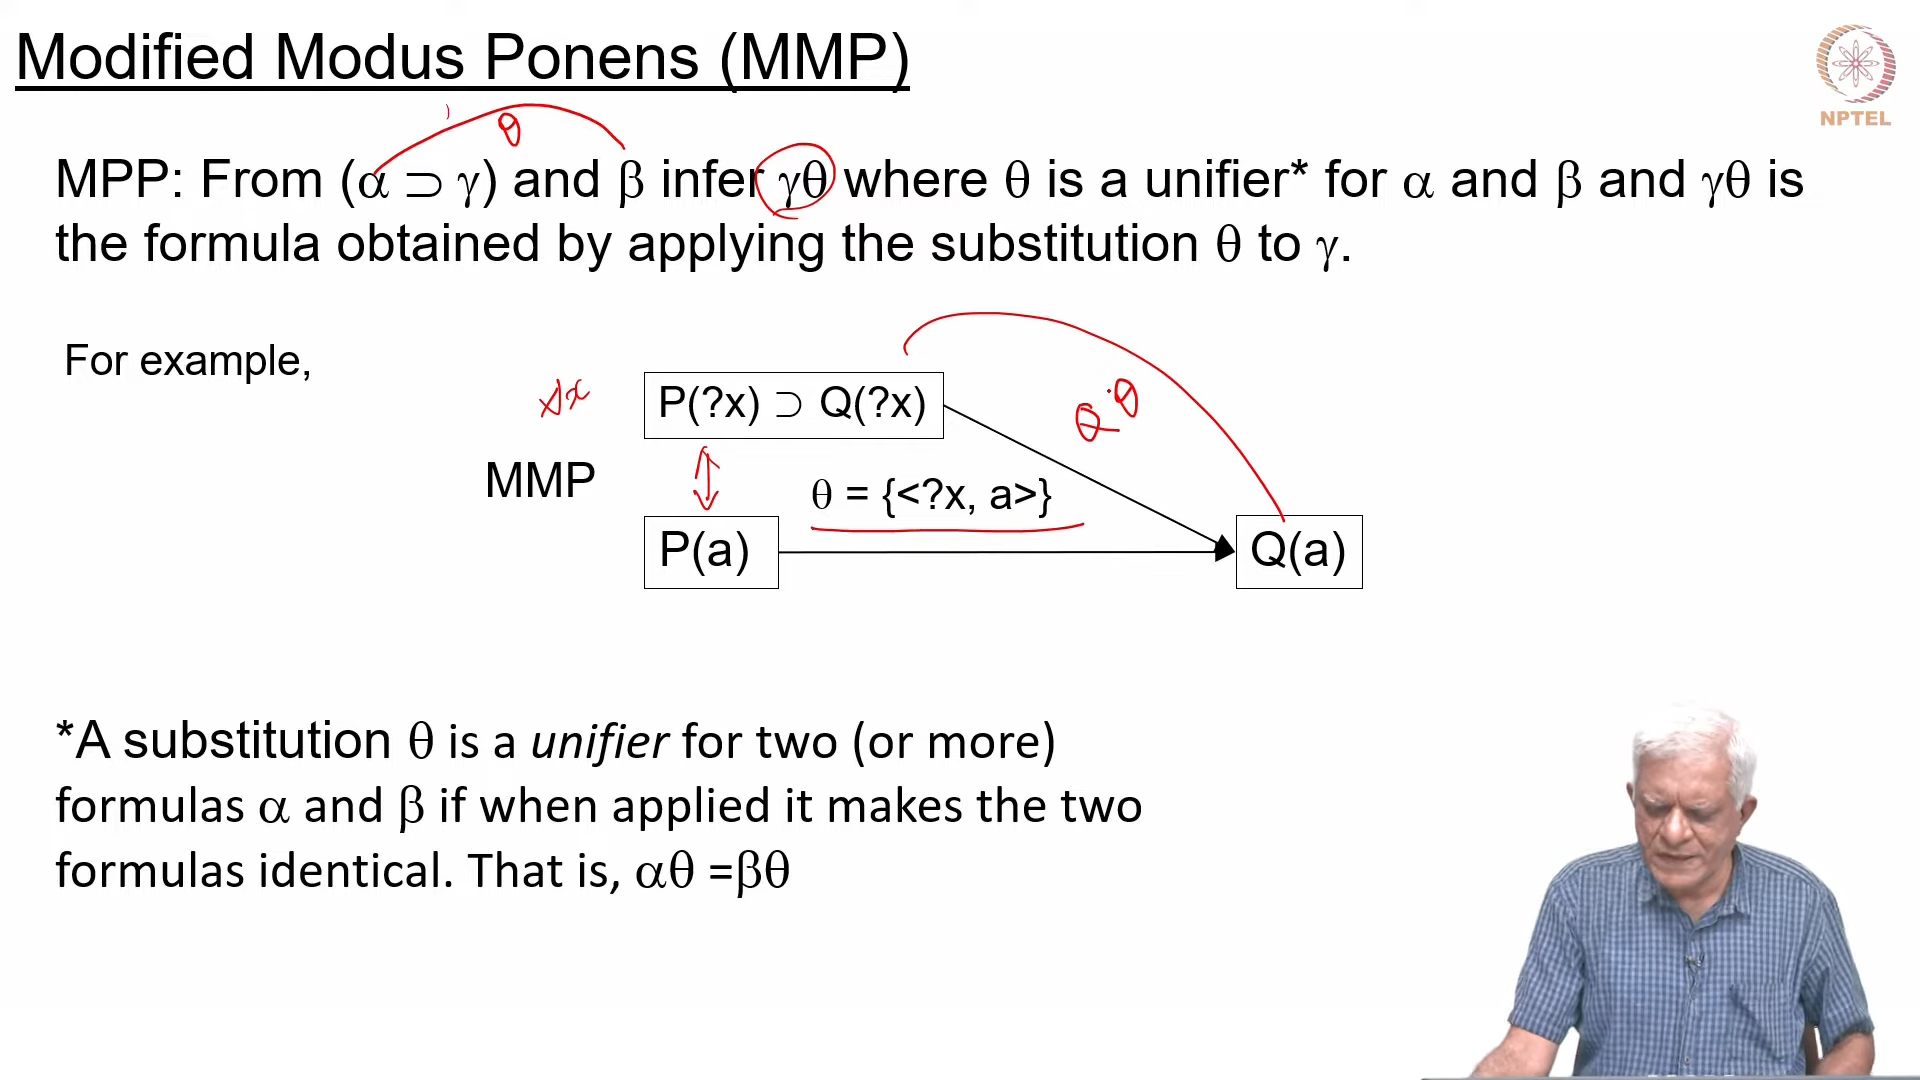 Modified Modus Ponens (MMP)
NPTEL
θ
MPP: From (α ⊃ γ) and β infer γθ where θ is a unifier* for α and β and γθ is
the formula obtained by applying the substitution θ to γ.
For example,
∀x
P(?x) ⊃ Q(?x)
Qθ
MMP
θ = {<?x, a>}
P(a)
Q(a)
*A substitution θ is a unifier for two (or more)
formulas α and β if when applied it makes the two
formulas identical. That is, αθ =βθ